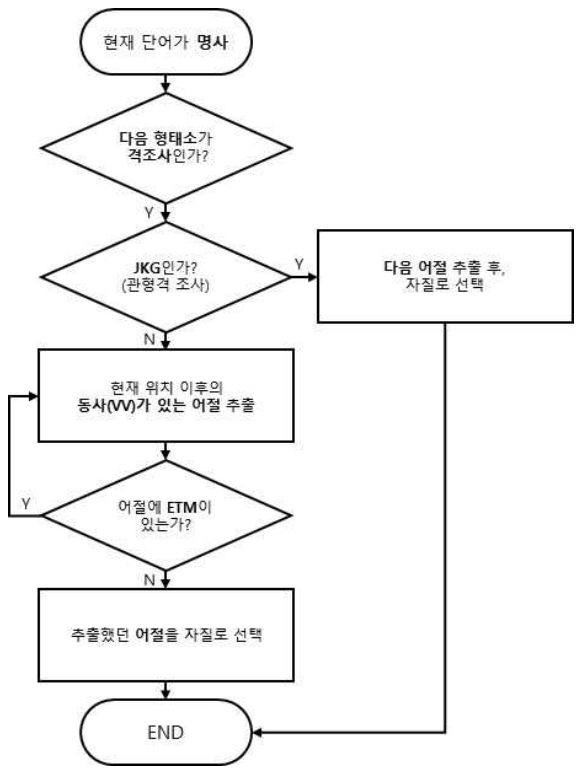 현재 단어가 명사
다음 형태소가
격조사인가?
Y
JKG인가?
(관형격 조사)
Y
다음 어절 추출 후,
자질로 선택
N
현재 위치 이후의
동사(VV)가 있는 어절 추출
Y
어절에 ETM이
있는가?
N
추출했던 어절을 자질로 선택
END